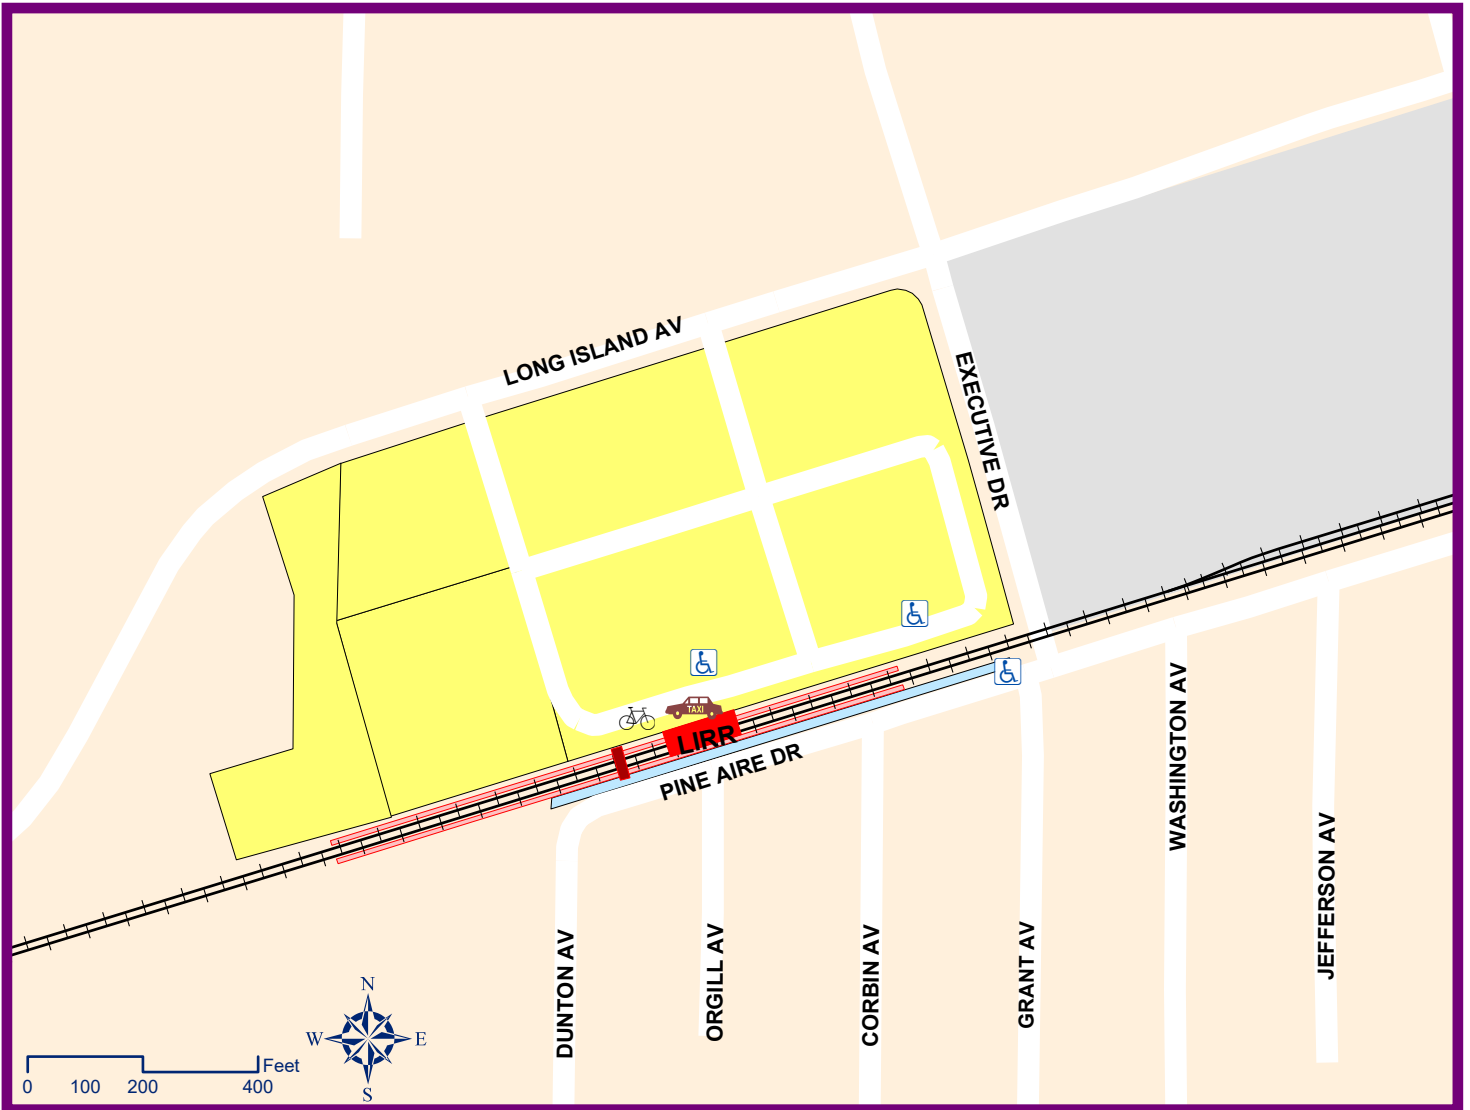 LONG ISLAND AV
EXECUTIVE DR
TAXI
LIRR
PINE AIRE DR
WASHINGTON AV
JEFFERSON AV
DUNTON AV
ORGILL AV
CORBIN AV
GRANT AV
N
W E
S
Feet
0 100 200 400